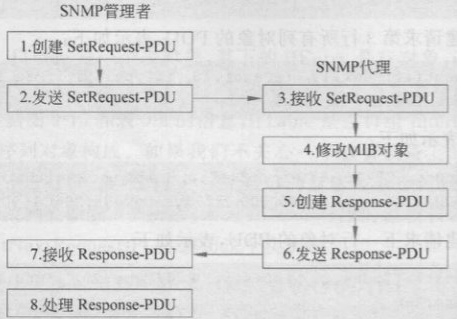 SNMP管理者
1.创建 SetRequest-PDU
SNMP代理
2.发送 SetRequest-PDU
3.接收 SetRequest-PDU
4.修改MIB对象
5.创建 Response-PDU
7.接收 Response-PDU
6.发送 Response-PDU
8.处理 Response-PDU